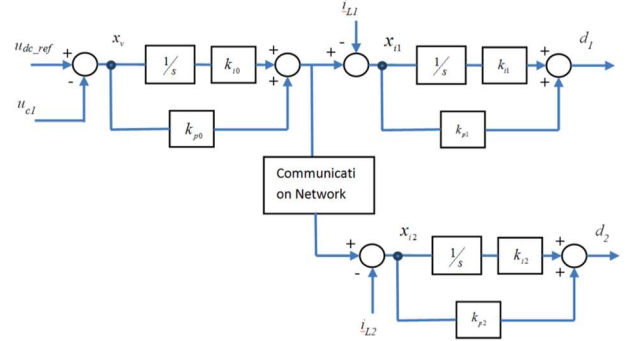 u_dc_ref
+
-
u_c1
x_v
1/s
k_i0
k_p0
+
+
i_L1
+
-
x_i1
1/s
k_i1
k_p1
+
+
d_1
Communicati
on Network
+
-
i_L2
x_i2
1/s
k_i2
k_p2
+
+
d_2